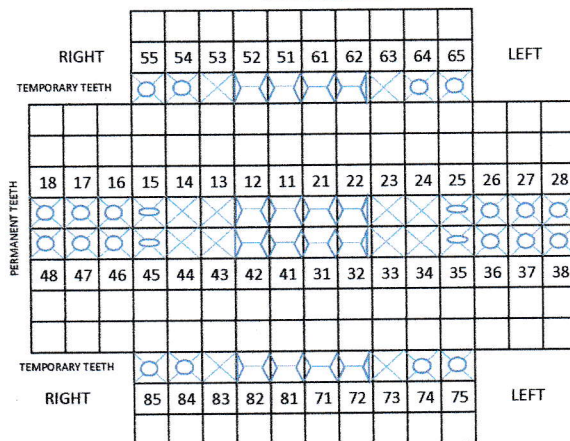 RIGHT 55 54 53 52 51 61 62 63 64 65 LEFT
TEMPORARY TEETH
PERMANENT TEETH
18 17 16 15 14 13 12 11 21 22 23 24 25 26 27 28
48 47 46 45 44 43 42 41 31 32 33 34 35 36 37 38
TEMPORARY TEETH
RIGHT 85 84 83 82 81 71 72 73 74 75 LEFT